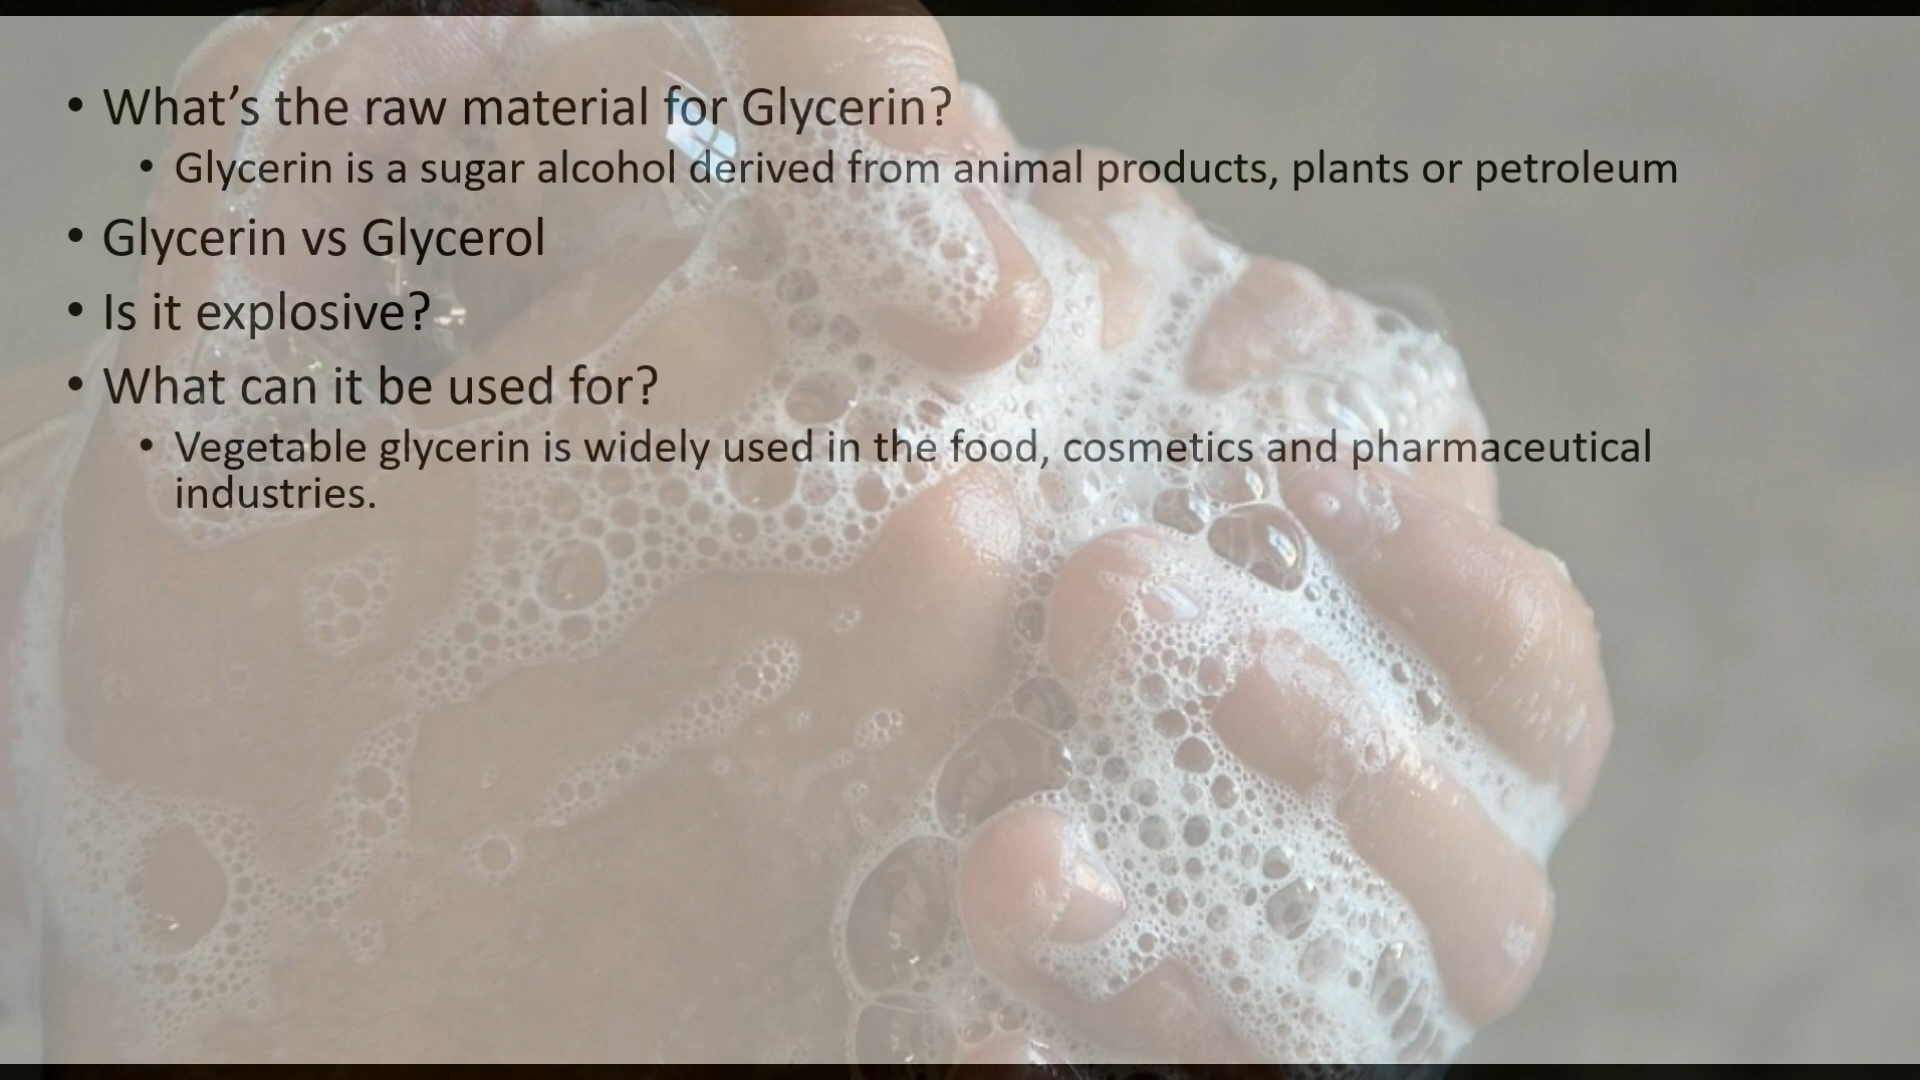 • What’s the raw material for Glycerin?
• Glycerin is a sugar alcohol derived from animal products, plants or petroleum
• Glycerin vs Glycerol
• Is it explosive?
• What can it be used for?
• Vegetable glycerin is widely used in the food, cosmetics and pharmaceutical
industries.